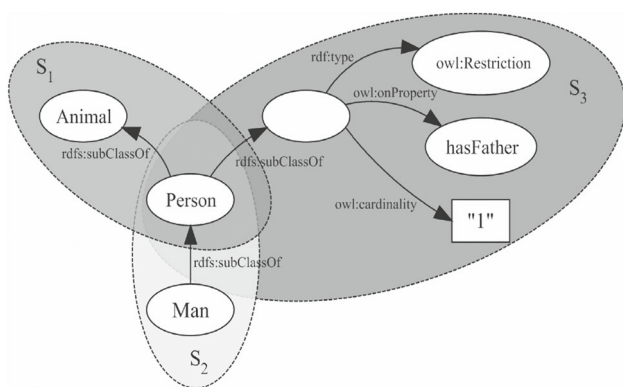 S1
rdf:type
owl:Restriction
S3
owl:onProperty
Animal
hasFather
rdfs:subClassOf
rdfs:subClassOf
Person
owl:cardinality
"1"
rdfs:subClassOf
Man
S2